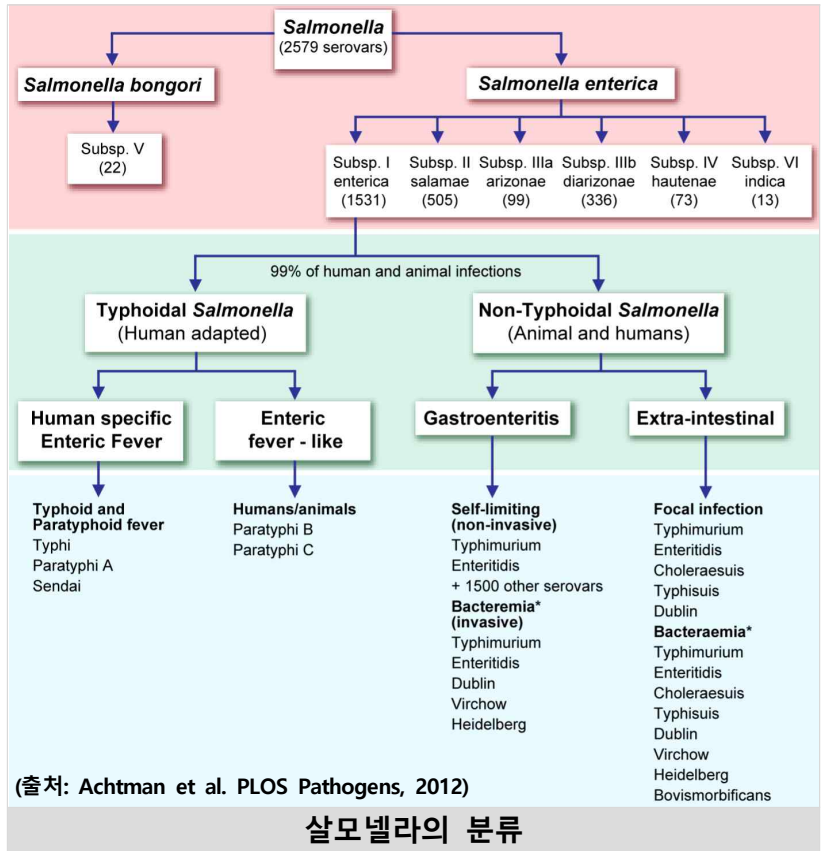 Salmonella
(2579 serovars)
Salmonella bongori
Salmonella enterica
Subsp. V
(22)
Subsp. I
enterica
(1531)
Subsp. II
salamae
(505)
Subsp. IIIa
arizonae
(99)
Subsp. IIIb
diarizonae
(336)
Subsp. IV
hautenae
(73)
Subsp. VI
indica
(13)
99% of human and animal infections
Typhoidal Salmonella
(Human adapted)
Non-Typhoidal Salmonella
(Animal and humans)
Human specific
Enteric Fever
Enteric
fever - like
Gastroenteritis
Extra-intestinal
Typhoid and
Paratyphoid fever
Typhi
Paratyphi A
Sendai
Humans/animals
Paratyphi B
Paratyphi C
Self-limiting
(non-invasive)
Typhimurium
Enteritidis
+ 1500 other serovars
Bacteremia*
(invasive)
Typhimurium
Enteritidis
Dublin
Virchow
Heidelberg
Focal infection
Typhimurium
Enteritidis
Choleraesuis
Typhisuis
Dublin
Bacteraemia*
Typhimurium
Enteritidis
Choleraesuis
Typhisuis
Dublin
Virchow
Heidelberg
Bovismorbificans
(출처: Achtman et al. PLOS Pathogens, 2012)
살모넬라의 분류